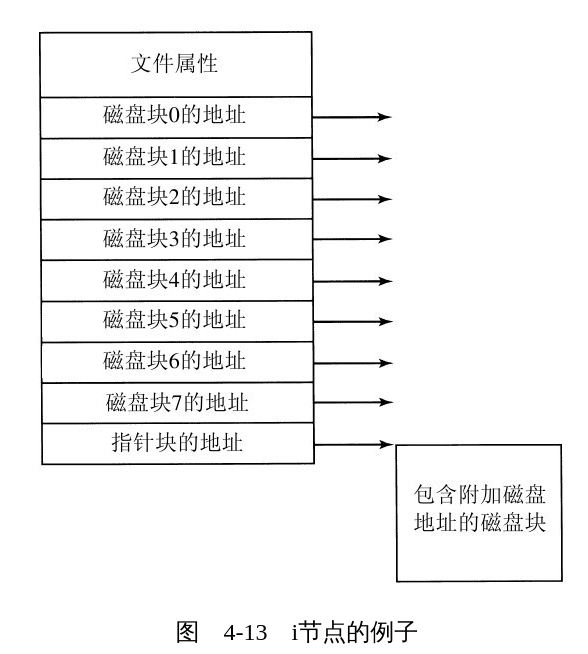 文件属性
磁盘块0的地址
磁盘块1的地址
磁盘块2的地址
磁盘块3的地址
磁盘块4的地址
磁盘块5的地址
磁盘块6的地址
磁盘块7的地址
指针块的地址
包含附加磁盘
地址的磁盘块
图 4-13 i节点的例子